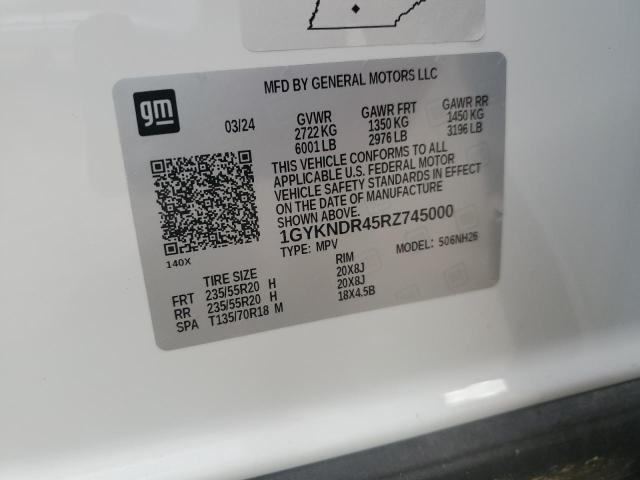 MFD BY GENERAL MOTORS LLC
gm
03/24
GVWR GAWR FRT GAWR RR
2722 KG 1350 KG 1450 KG
6001 LB 2976 LB 3196 LB
THIS VEHICLE CONFORMS TO ALL
APPLICABLE U.S. FEDERAL MOTOR
VEHICLE SAFETY STANDARDS IN EFFECT
ON THE DATE OF MANUFACTURE
SHOWN ABOVE.
1GYKNDR45RZ745000
TYPE: MPV MODEL: 506NH26
140X
TIRE SIZE RIM
FRT 235/55R20 H 20X8J
RR 235/55R20 H 20X8J
SPA T135/70R18 M 18X4.5B